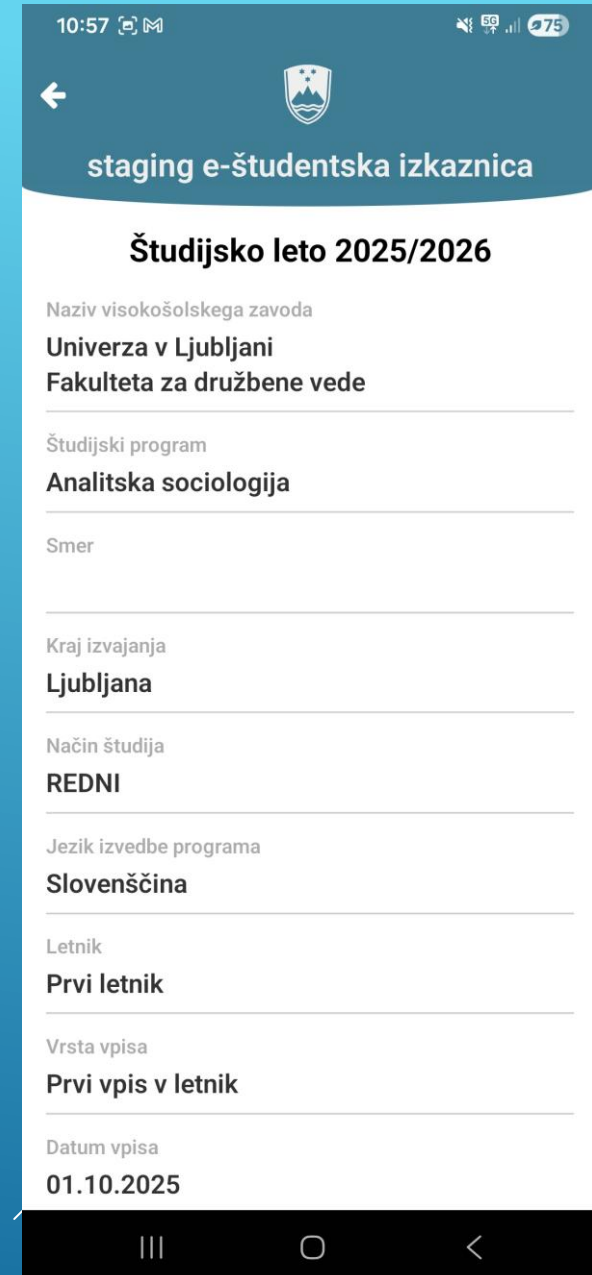 10:57
5G
75
staging e-študentska izkaznica
Študijsko leto 2025/2026
Naziv visokošolskega zavoda
Univerza v Ljubljani
Fakulteta za družbene vede
Študijski program
Analitska sociologija
Smer
Kraj izvajanja
Ljubljana
Način študija
REDNI
Jezik izvedbe programa
Slovenščina
Letnik
Prvi letnik
Vrsta vpisa
Prvi vpis v letnik
Datum vpisa
01.10.2025